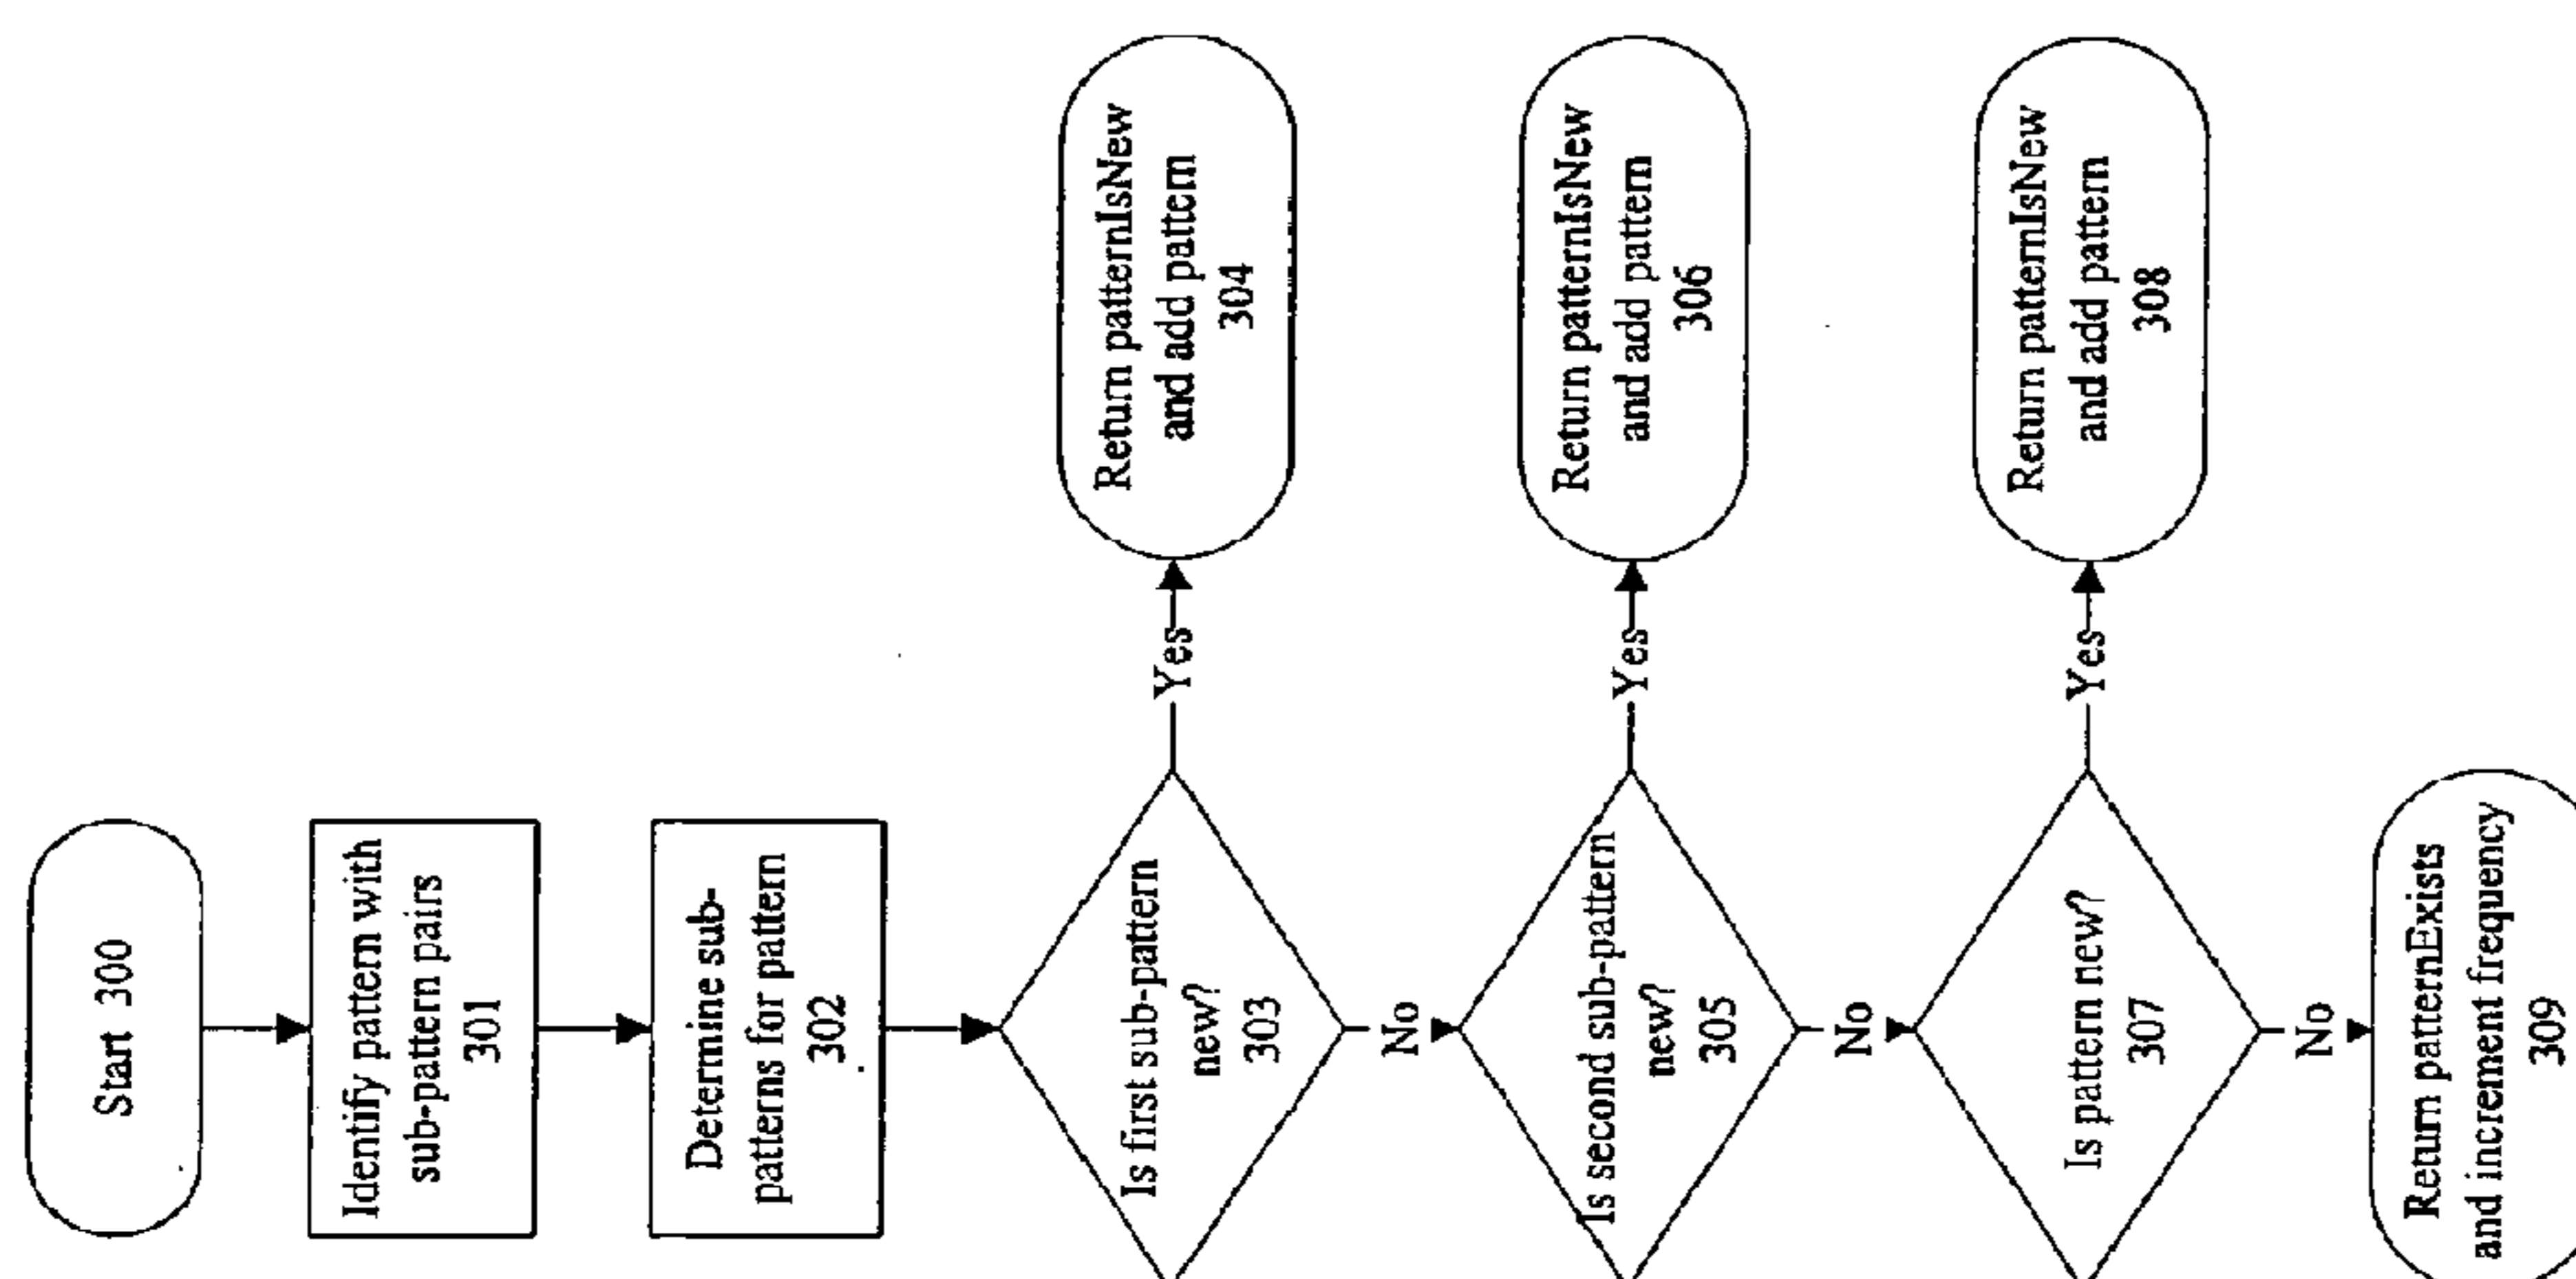 Start 300
Identify pattern with
sub-pattern pairs
301
Determine sub-
patterns for pattern
302
Is first sub-pattern
new?
303
Yes
Return patternIsNew
and add pattern
304
No
Is second sub-pattern
new?
305
Yes
Return patternIsNew
and add pattern
306
No
Is pattern new?
307
Yes
Return patternIsNew
and add pattern
308
No
Return patternExists
and increment frequency
309